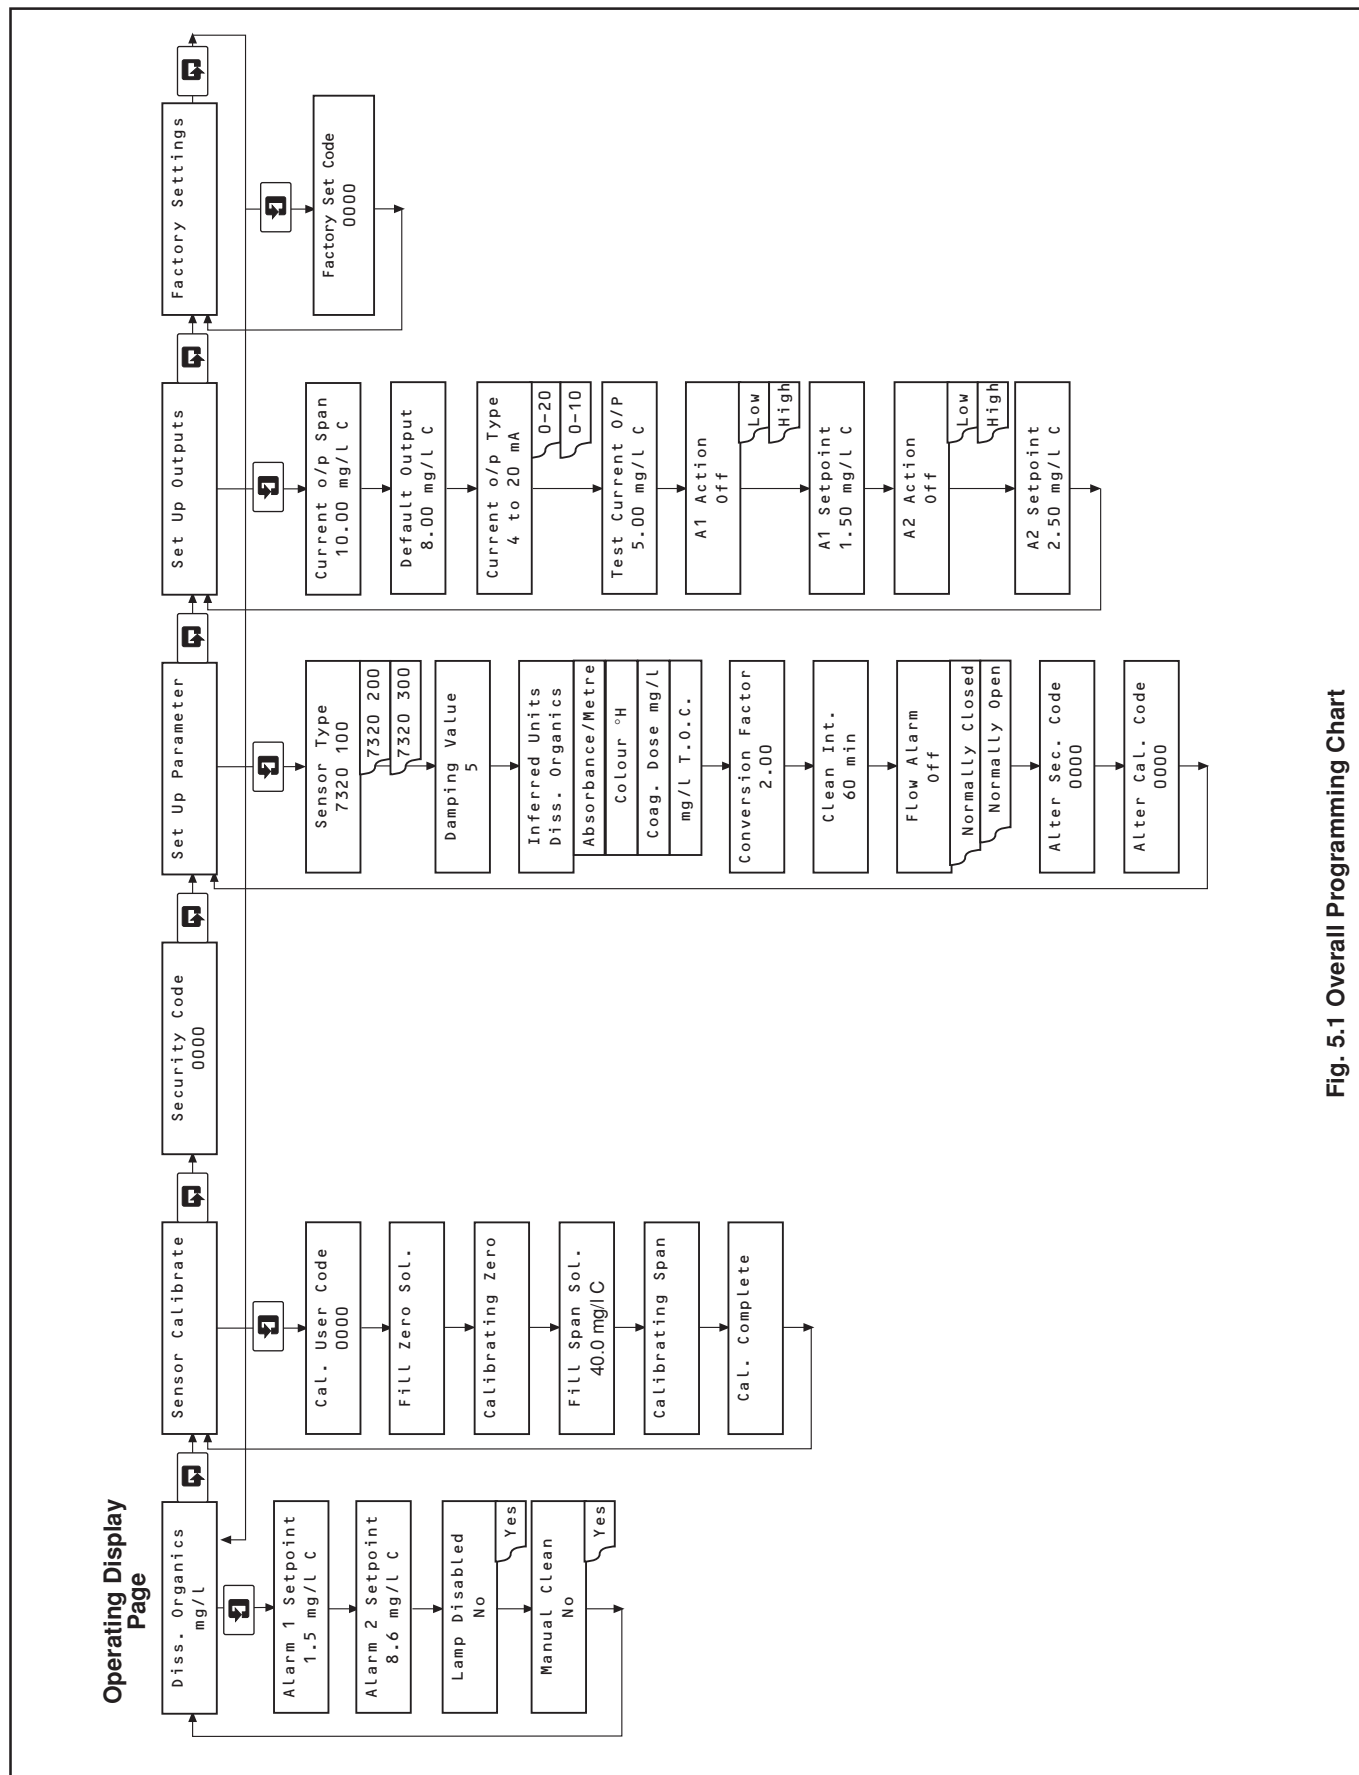 Operating Display
Page
Diss. Organics
mg/l
Alarm 1 Setpoint
1.5 mg/l C
Alarm 2 Setpoint
8.6 mg/l C
Lamp Disabled
No
Yes
Manual Clean
No
Yes
Sensor Calibrate
Cal. User Code
0000
Fill Zero Sol.
Calibrating Zero
Fill Span Sol.
40.0 mg/l C
Calibrating Span
Cal. Complete
Security Code
0000
Set Up Parameter
Sensor Type
7320 100
7320 200
7320 300
Damping Value
5
Inferred Units
Diss. Organics
Absorbance/Metre
Colour °H
Coag. Dose mg/l
mg/l T.O.C.
Conversion Factor
2.00
Clean Int.
60 min
Flow Alarm
Off
Normally Closed
Normally Open
Alter Sec. Code
0000
Alter Cal. Code
0000
Set Up Outputs
Current o/p Span
10.00 mg/l C
Default Output
8.00 mg/l C
Current o/p Type
4 to 20 mA
0-20
0-10
Test Current O/P
5.00 mg/l C
A1 Action
Off
Low
High
A1 Setpoint
1.50 mg/l C
A2 Action
Off
Low
High
A2 Setpoint
2.50 mg/l C
Factory Settings
Factory Set Code
0000
Fig. 5.1 Overall Programming Chart